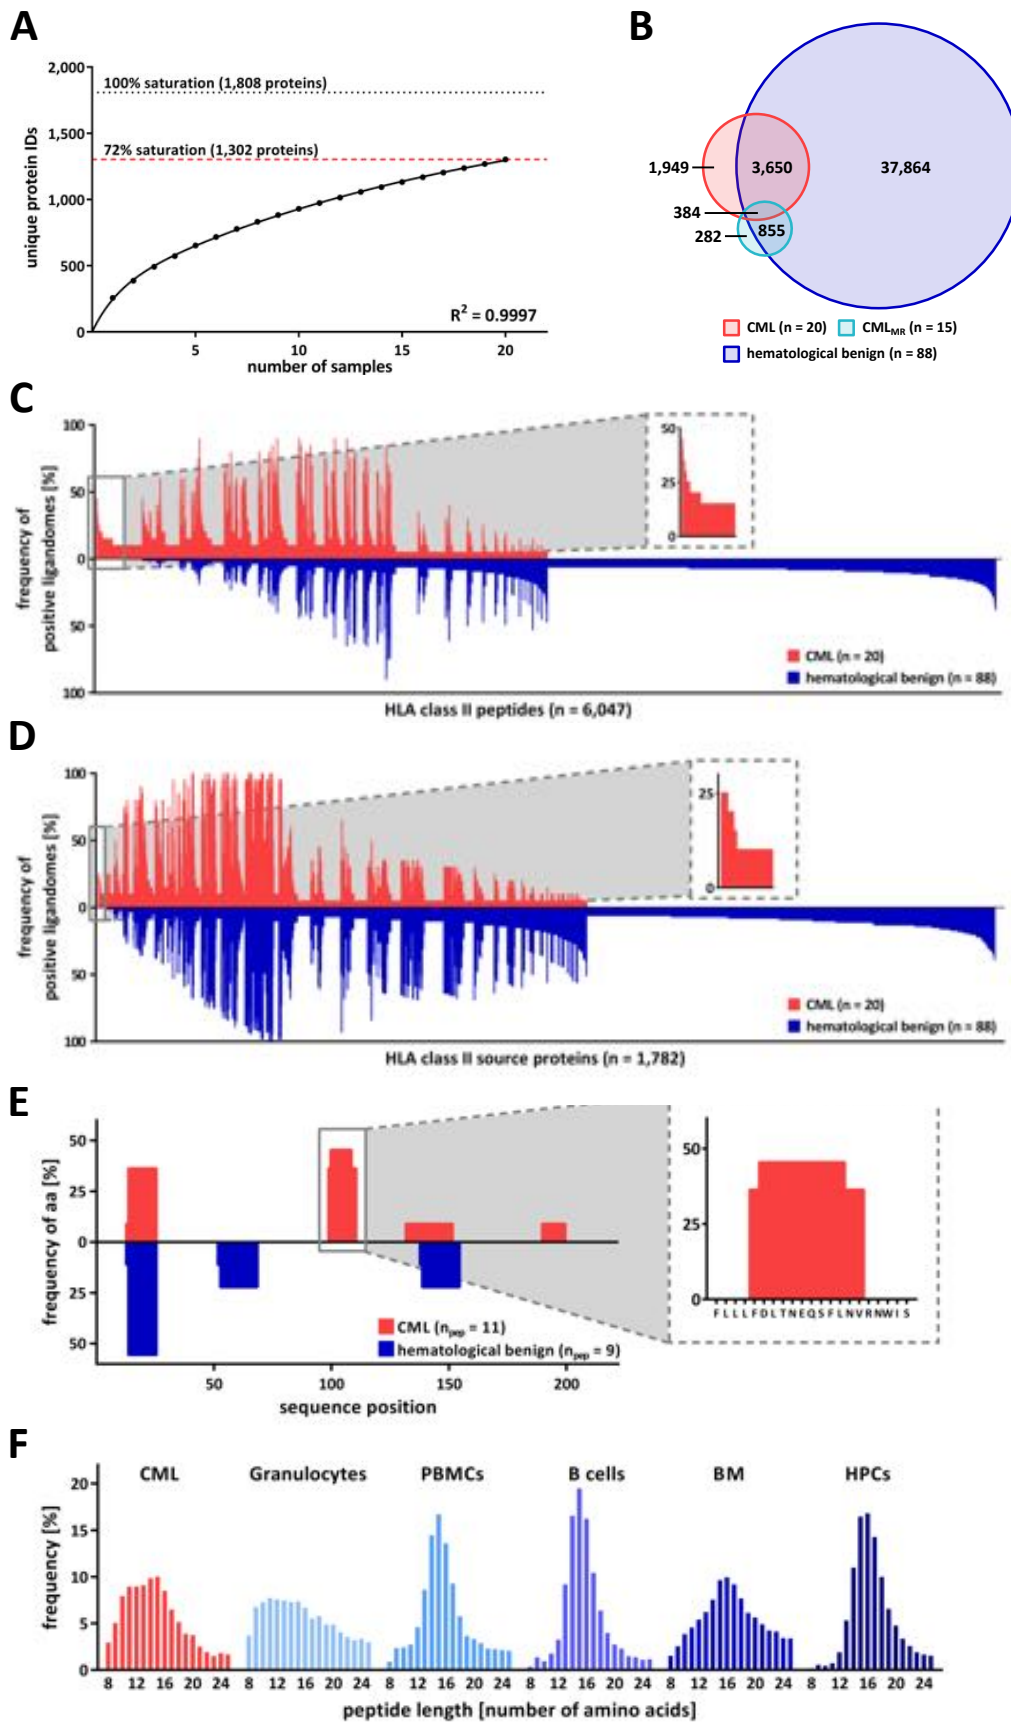 A
unique protein IDs
2,000
1,500
1,000
500
0
100% saturation (1,808 proteins)
72% saturation (1,302 proteins)
R² = 0.9997
5 10 15 20
number of samples
B
1,949
3,650
37,864
384
282
855
CML (n = 20) CML_MR (n = 15)
hematological benign (n = 88)
C
frequency of
positive ligandomes [%]
100
50
0
50
100
50
25
0
CML (n = 20)
hematological benign (n = 88)
HLA class II peptides (n = 6,047)
D
frequency of
positive ligandomes [%]
100
50
0
50
100
25
0
CML (n = 20)
hematological benign (n = 88)
HLA class II source proteins (n = 1,782)
E
frequency of aa [%]
50
25
0
25
50
CML (n_pep = 11)
hematological benign (n_pep = 9)
50 100 150 200
sequence position
50
25
0
F L L L F D L T N E Q S F L N V R N W I S
F
frequency [%]
20
15
10
5
0
CML Granulocytes PBMCs B cells BM HPCs
8 12 16 20 24 8 12 16 20 24 8 12 16 20 24 8 12 16 20 24 8 12 16 20 24 8 12 16 20 24
peptide length [number of amino acids]